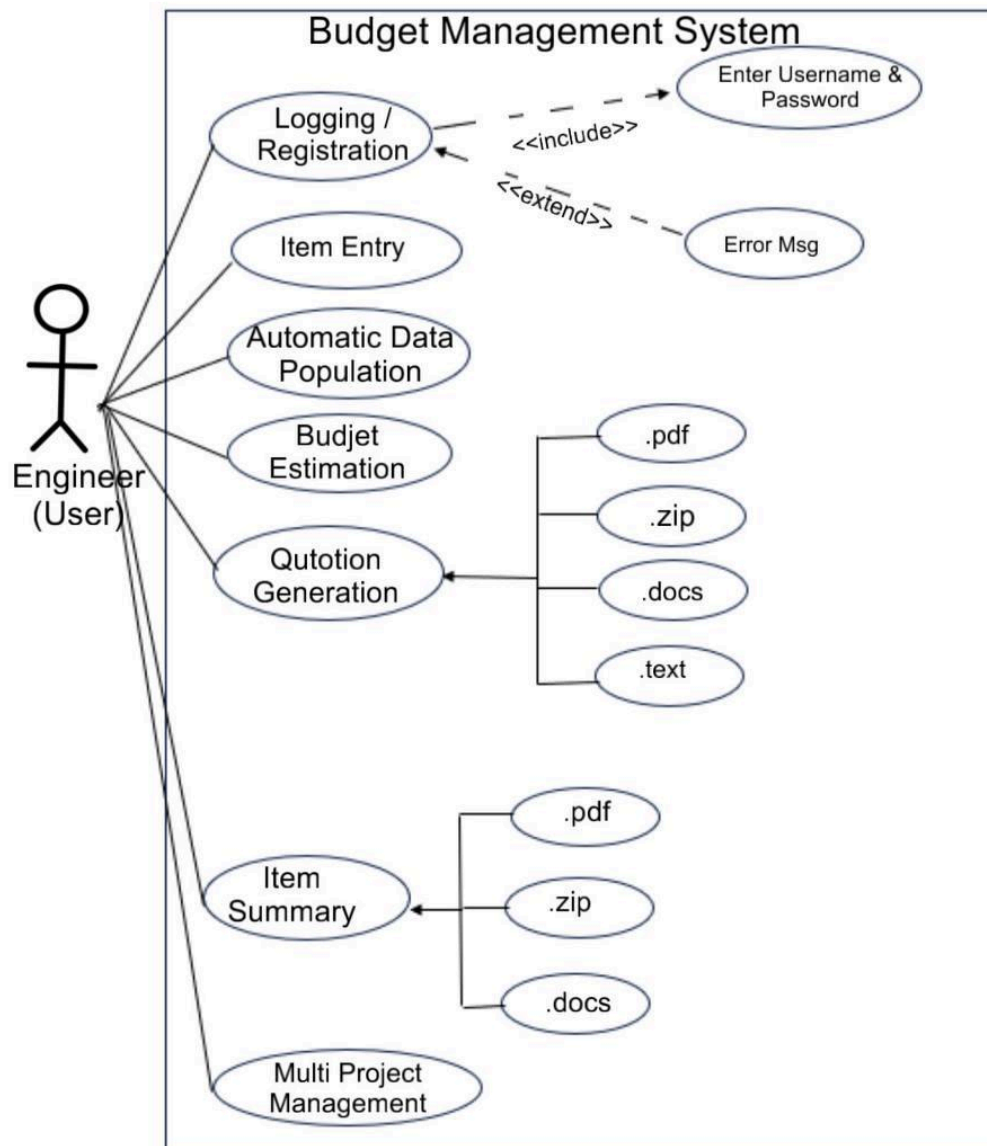 Budget Management System
Enter Username &
Password
Logging /
Registration
<<include>>
<<extend>>
Error Msg
Item Entry
Automatic Data
Population
Budjet
Estimation
.pdf
.zip
.docs
.text
Engineer
(User)
Qutotion
Generation
.pdf
.zip
.docs
Item
Summary
Multi Project
Management